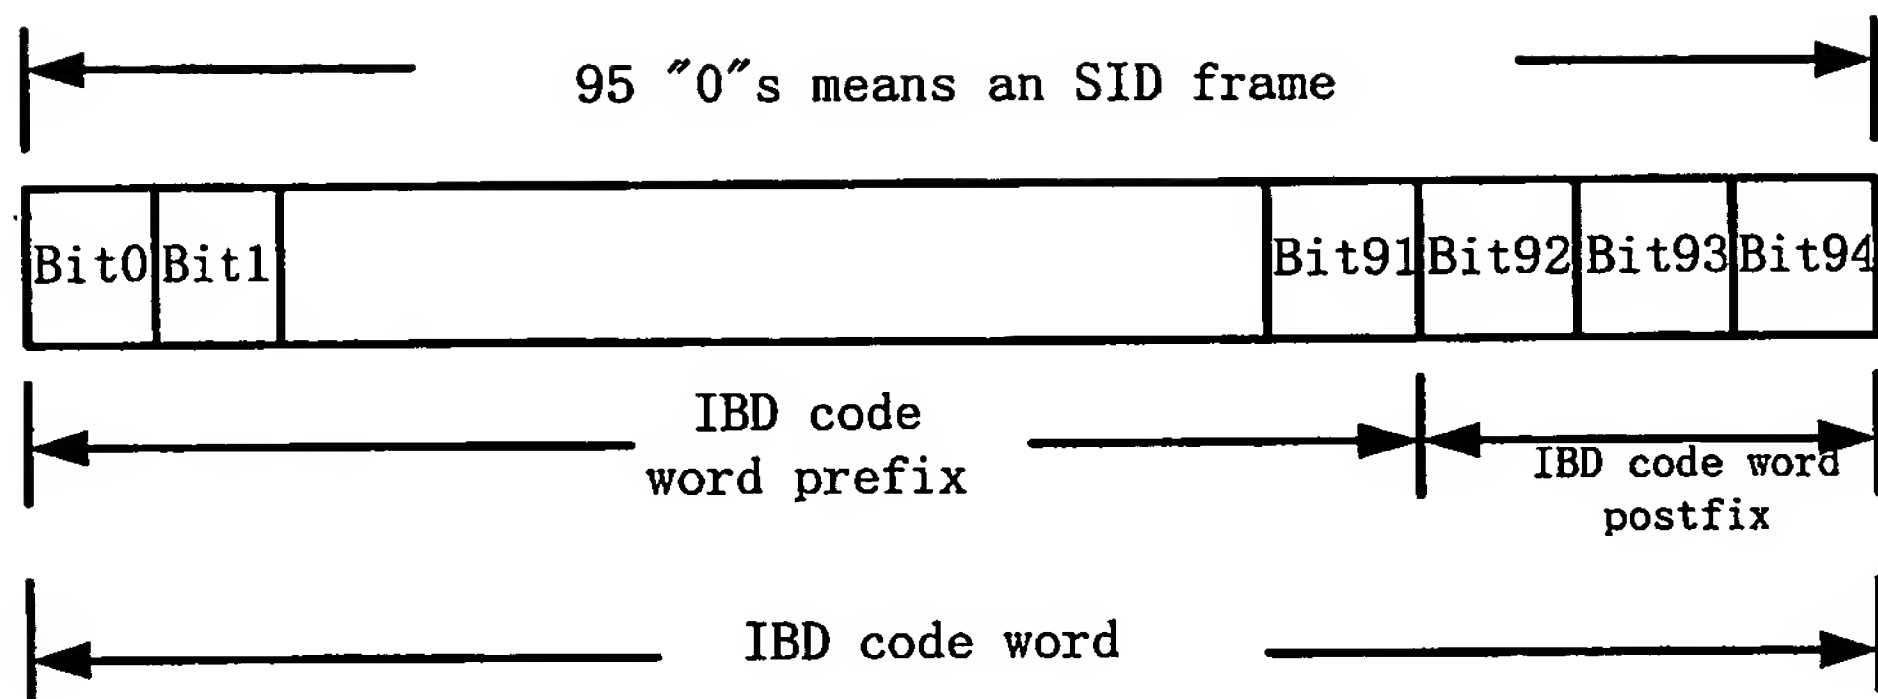 95 "0"s means an SID frame
Bit0 Bit1 Bit91 Bit92 Bit93 Bit94
IBD code
word prefix
IBD code word
postfix
IBD code word